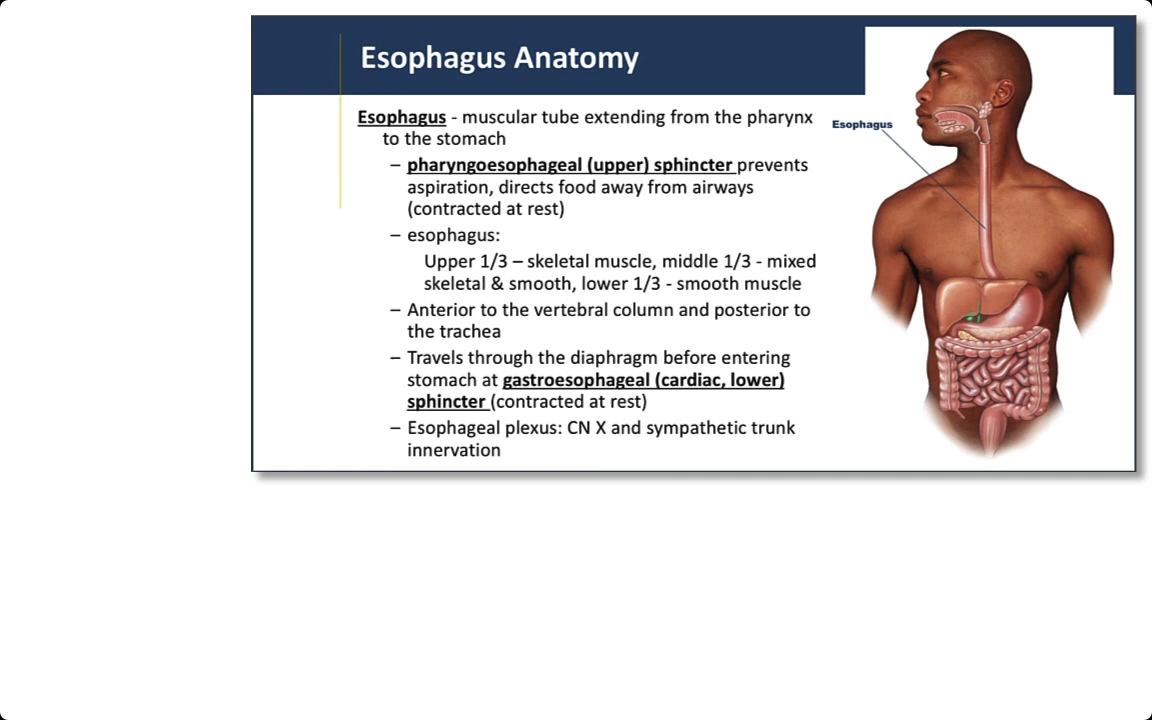 Esophagus Anatomy
Esophagus - muscular tube extending from the pharynx
to the stomach
– pharyngoesophageal (upper) sphincter prevents
aspiration, directs food away from airways
(contracted at rest)
– esophagus:
Upper 1/3 – skeletal muscle, middle 1/3 - mixed
skeletal & smooth, lower 1/3 - smooth muscle
– Anterior to the vertebral column and posterior to
the trachea
– Travels through the diaphragm before entering
stomach at gastroesophageal (cardiac, lower)
sphincter (contracted at rest)
– Esophageal plexus: CN X and sympathetic trunk
innervation
Esophagus